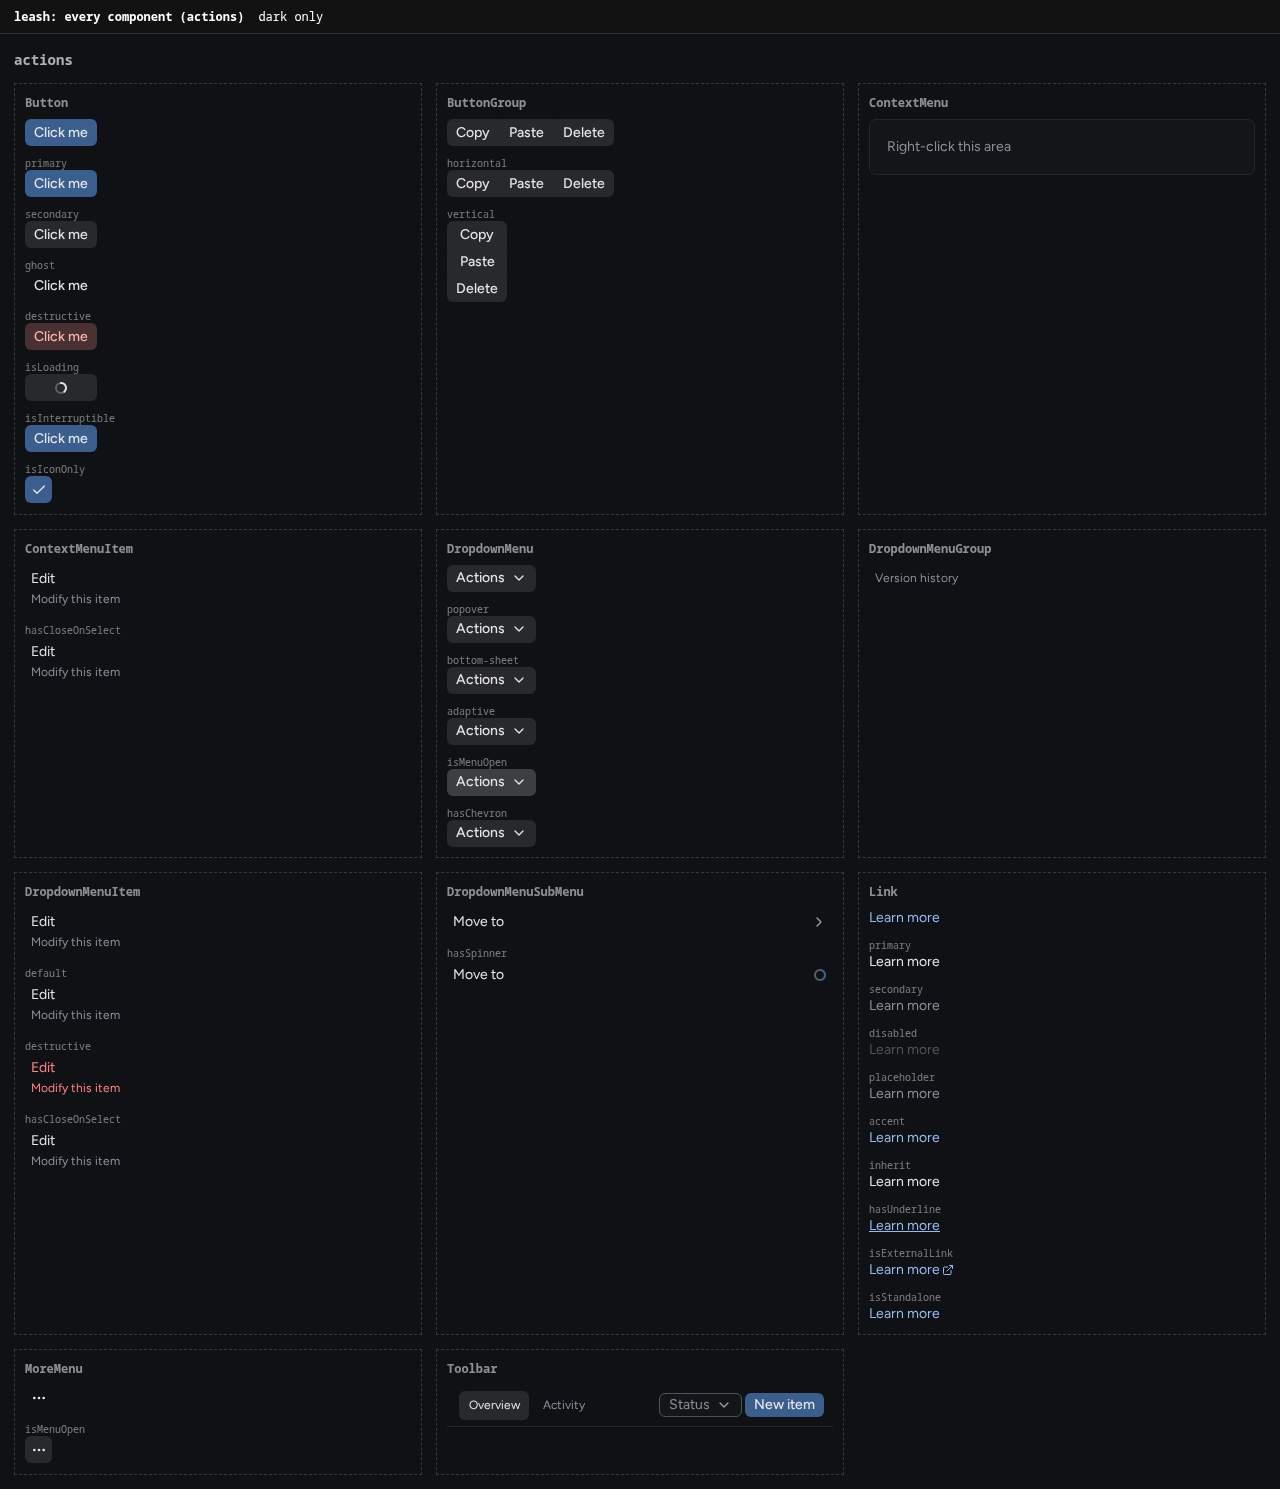 leash: every component (actions) dark only
actions
Button
Click me
primary
Click me
secondary
Click me
ghost
Click me
destructive
Click me
isLoading
isInterruptible
Click me
isIconOnly
ButtonGroup
Copy Paste Delete
horizontal
Copy Paste Delete
vertical
Copy
Paste
Delete
ContextMenu
Right-click this area
ContextMenuItem
Edit
Modify this item
hasCloseOnSelect
Edit
Modify this item
DropdownMenu
Actions
popover
Actions
bottom-sheet
Actions
adaptive
Actions
isMenuOpen
Actions
hasChevron
Actions
DropdownMenuGroup
Version history
DropdownMenuItem
Edit
Modify this item
default
Edit
Modify this item
destructive
Edit
Modify this item
hasCloseOnSelect
Edit
Modify this item
DropdownMenuSubMenu
Move to
hasSpinner
Move to
Link
Learn more
primary
Learn more
secondary
Learn more
disabled
Learn more
placeholder
Learn more
accent
Learn more
inherit
Learn more
hasUnderline
Learn more
isExternalLink
Learn more
isStandalone
Learn more
MoreMenu
isMenuOpen
Toolbar
Overview Activity Status New item